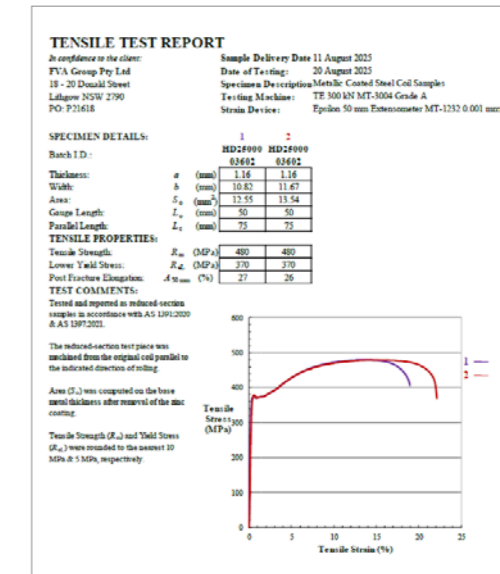 TENSILE TEST REPORT
In confidence to the client:
FVA Group Pty Ltd
18 - 20 Donald Street
Lithgow NSW 2790
PO: P21618
Sample Delivery Date 11 August 2025
Date of Testing: 20 August 2025
Specimen Description Metallic Coated Steel Coil Samples
Testing Machine: TE 300 kN MT-3004 Grade A
Strain Device: Epsilon 50 mm Extensometer MT-1232 0.001 mm
SPECIMEN DETAILS: 1 2
Batch I.D.: HD25000 HD25000
03602 03602
Thickness: a (mm) 1.16 1.16
Width: b (mm) 10.82 11.67
Area: So (mm²) 12.55 13.54
Gauge Length: Lo (mm) 50 50
Parallel Length: Lc (mm) 75 75
TENSILE PROPERTIES:
Tensile Strength: Rm (MPa) 480 480
Lower Yield Stress: ReL (MPa) 370 370
Post Fracture Elongation: A 50mm (%) 27 26
TEST COMMENTS:
Tested and reported as reduced-section
samples in accordance with AS 1391:2020
& AS 1397:2021.
The reduced-section test piece was
machined from the original coil parallel to
the indicated direction of rolling.
Area (So) was computed on the base
metal thickness after removal of the zinc
coating.
Tensile Strength (Rm) and Yield Stress
(ReL) were rounded to the nearest 10
MPa & 5 MPa, respectively.
Tensile
Stress
(MPa)
600
500
400
300
200
100
0
0 5 10 15 20 25
Tensile Strain (%)
1
2